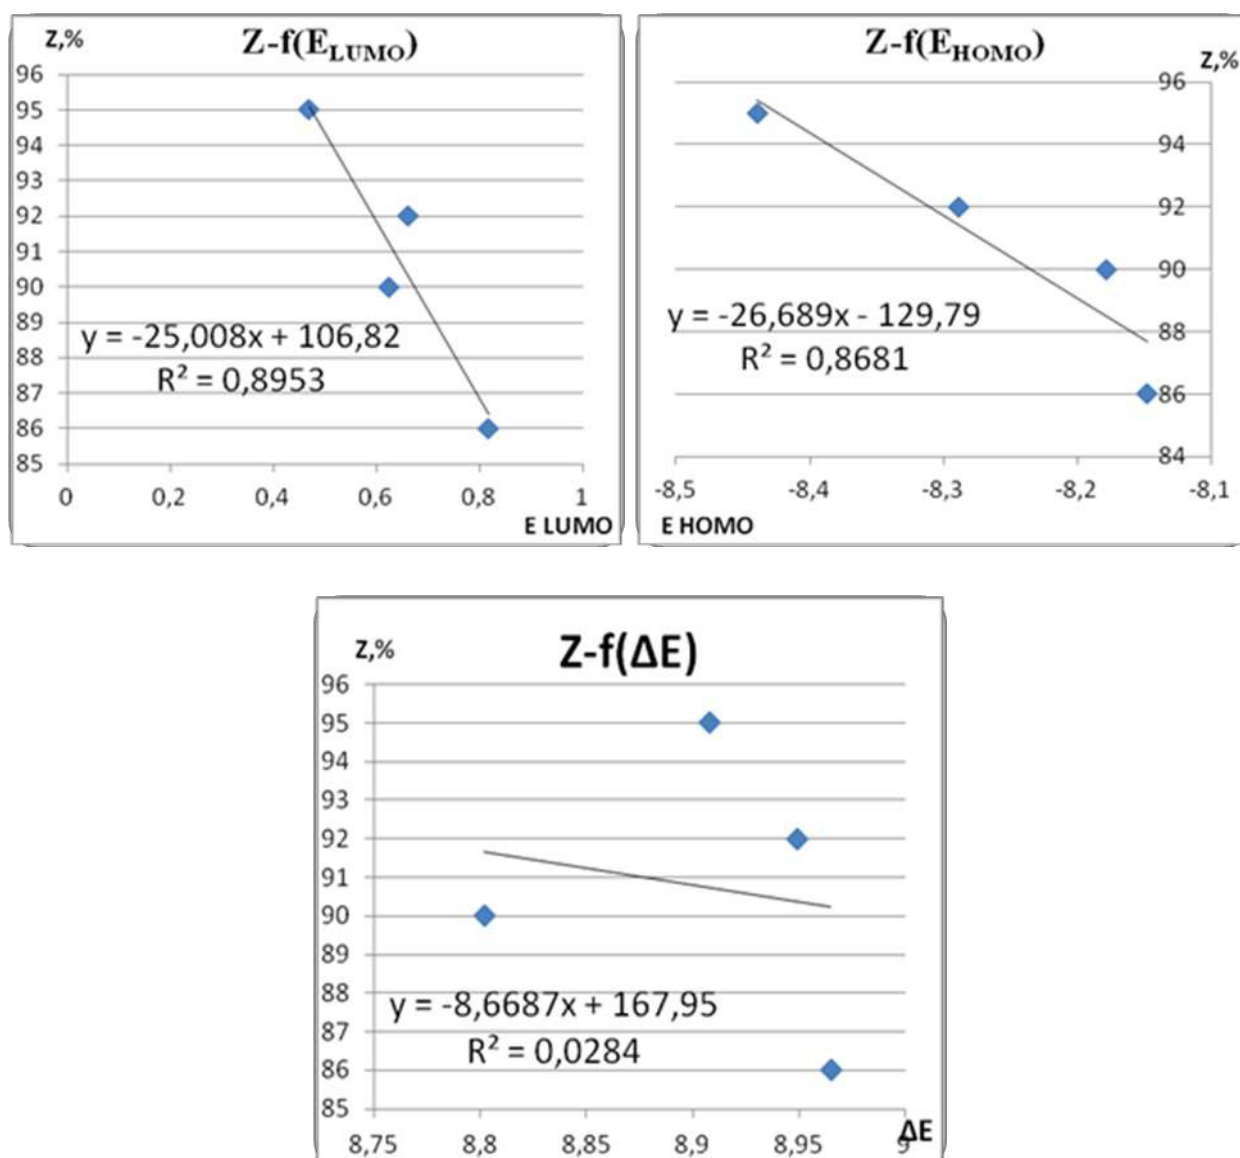 Z,%
Z-f(E_LUMO)
96
95
94
93
92
91
90
89
88
87
86
85
y = -25,008x + 106,82
R² = 0,8953
0 0,2 0,4 0,6 0,8 1
E LUMO
Z-f(E_HOMO)
Z,%
96
94
92
90
88
86
84
y = -26,689x - 129,79
R² = 0,8681
-8,5 -8,4 -8,3 -8,2 -8,1
E HOMO
Z,%
Z-f(ΔE)
96
95
94
93
92
91
90
89
88
87
86
85
y = -8,6687x + 167,95
R² = 0,0284
8,75 8,8 8,85 8,9 8,95 9
ΔE